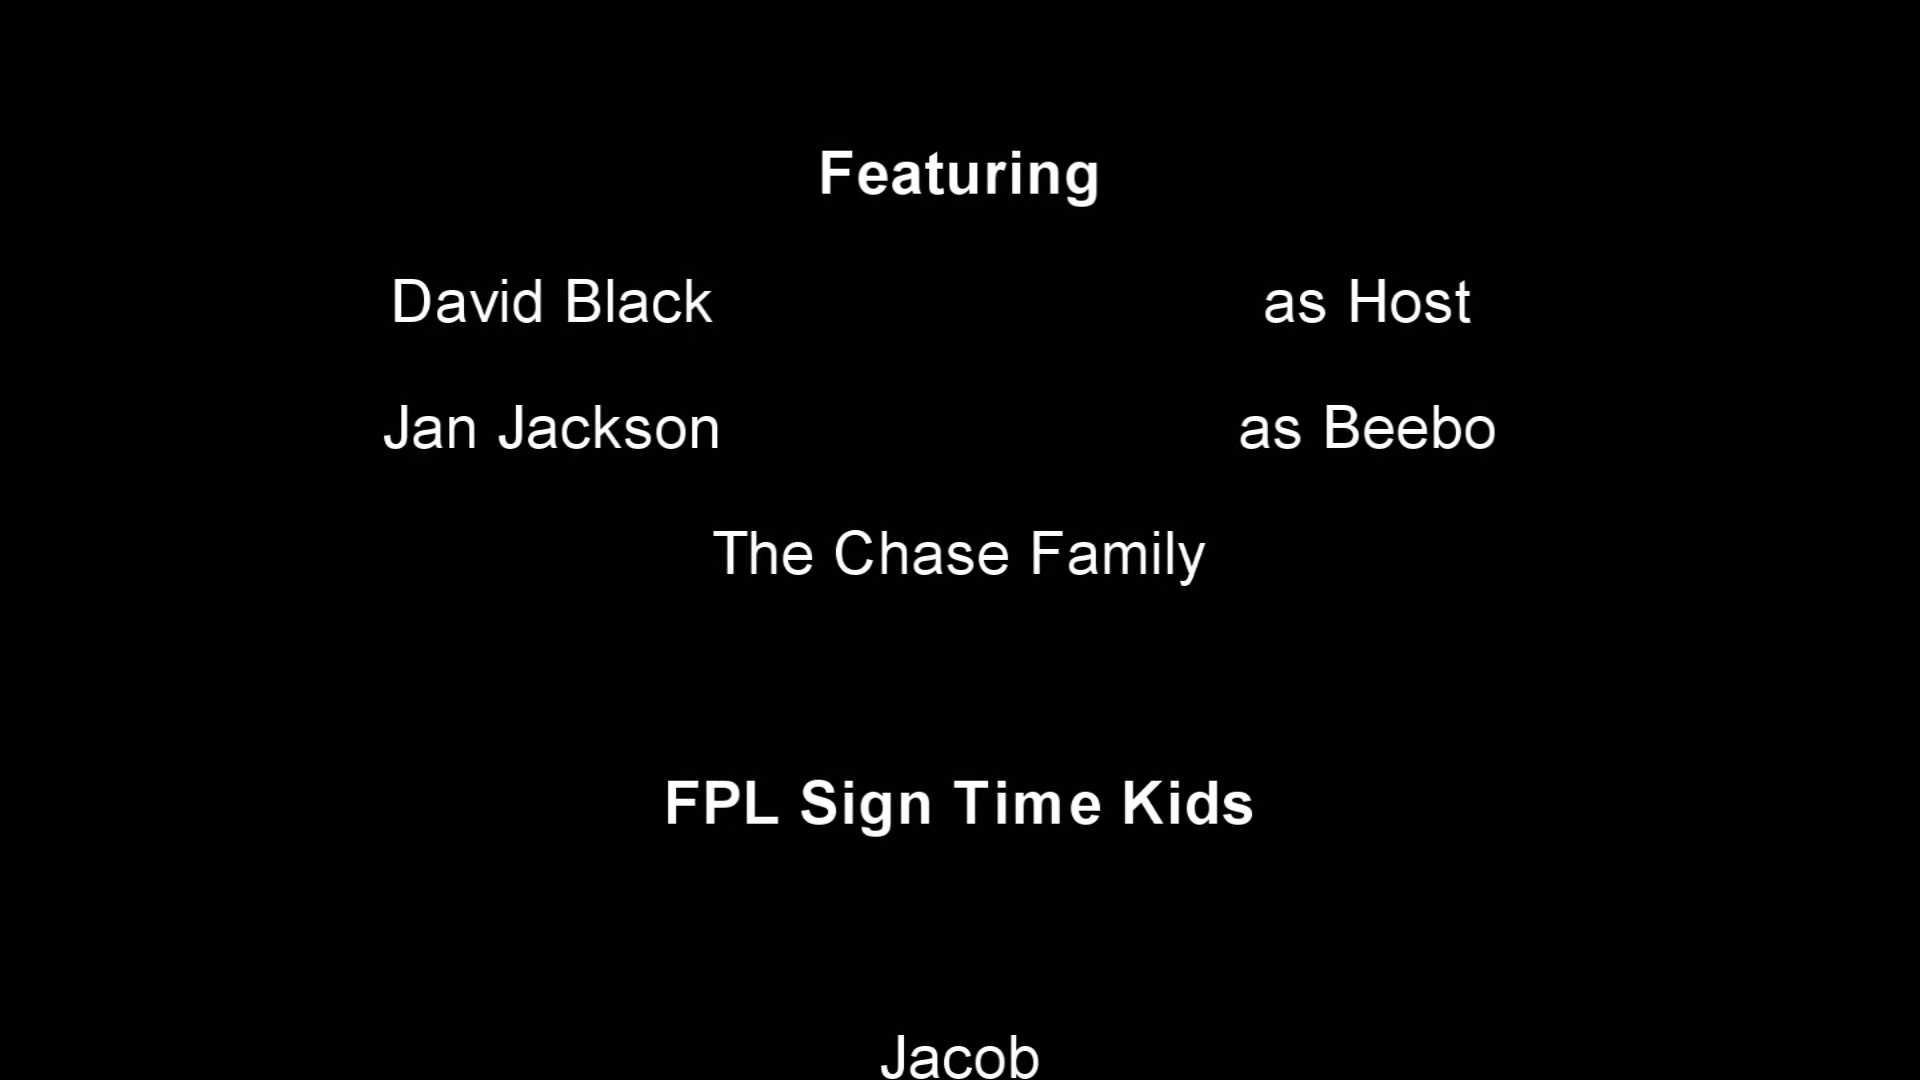 Featuring
David Black as Host
Jan Jackson as Beebo
The Chase Family
FPL Sign Time Kids
Jacob